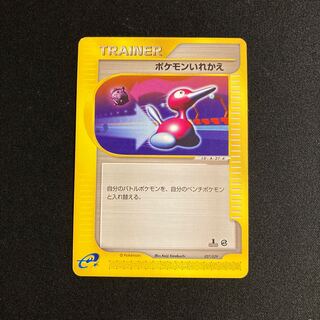 TRAINER
ポケモンいれかえ
自分のバトルポケモンを、自分のベンチポケモン
と入れ替える。
e
© Pokémon